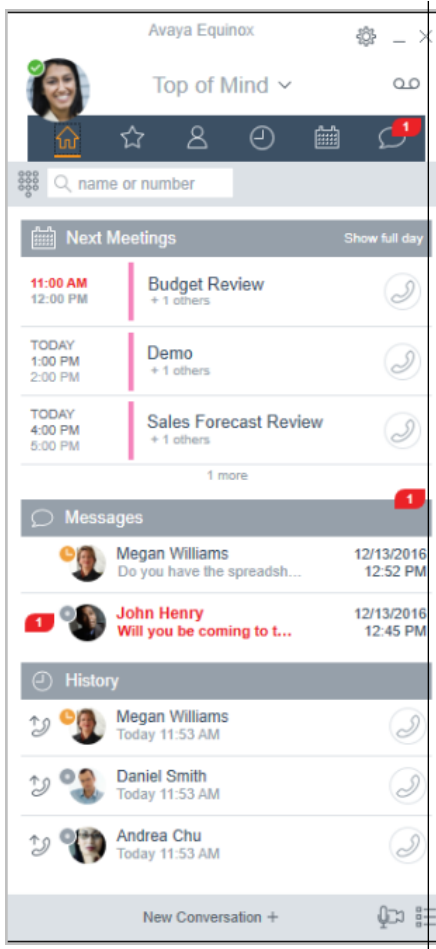 Avaya Equinox
Top of Mind
1
name or number
Next Meetings Show full day
11:00 AM
12:00 PM
Budget Review
+ 1 others
TODAY
1:00 PM
2:00 PM
Demo
+ 1 others
TODAY
4:00 PM
5:00 PM
Sales Forecast Review
+ 1 others
1 more
1
Messages
Megan Williams 12/13/2016
Do you have the spreadsh... 12:52 PM
1
John Henry 12/13/2016
Will you be coming to t... 12:45 PM
History
Megan Williams
Today 11:53 AM
Daniel Smith
Today 11:53 AM
Andrea Chu
Today 11:53 AM
New Conversation +